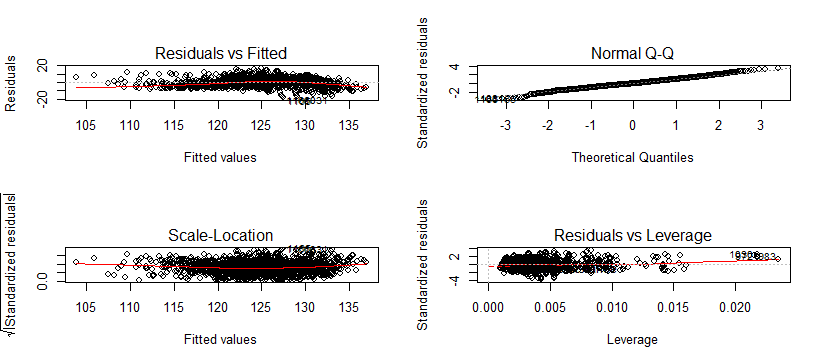 Residuals vs Fitted
Residuals
20
-20
105 110 115 120 125 130 135
Fitted values
Normal Q-Q
Standardized residuals
4
-2
-3 -2 -1 0 1 2 3
Theoretical Quantiles
Scale-Location
√|Standardized residuals|
0.0
105 110 115 120 125 130 135
Fitted values
Residuals vs Leverage
Standardized residuals
2
-4
0.000 0.005 0.010 0.015 0.020
Leverage